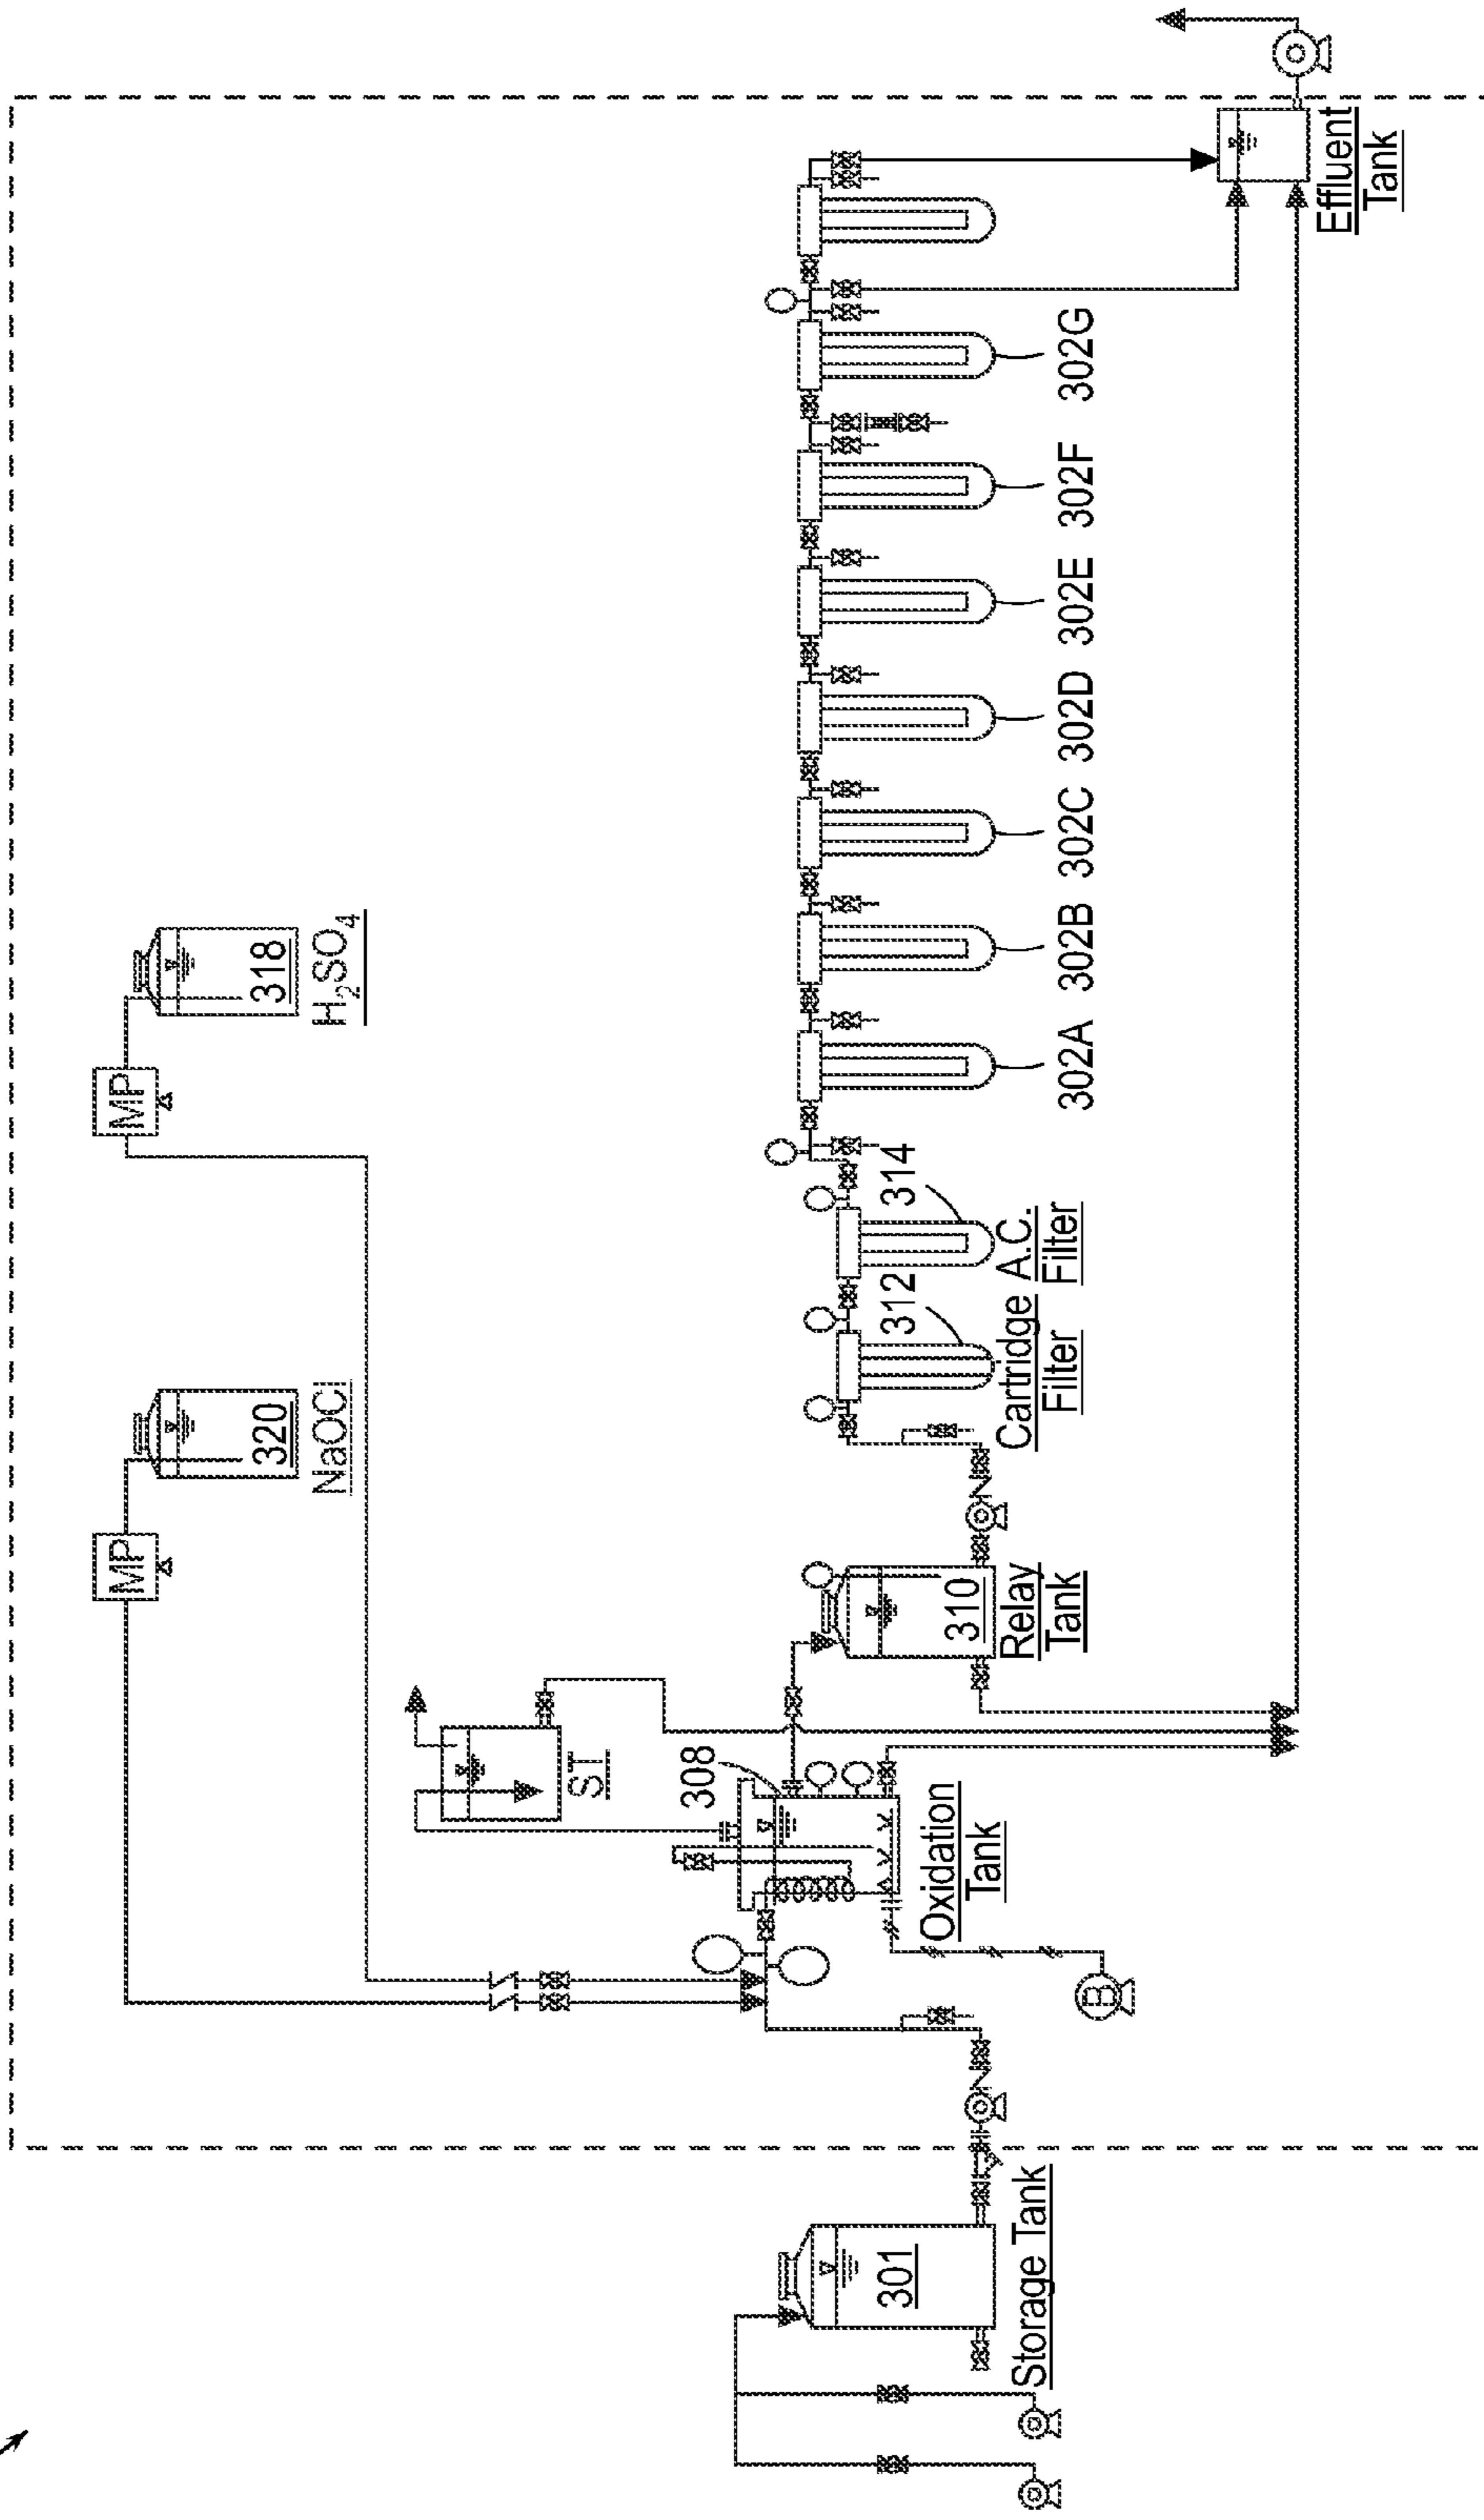 MP
320
NaOCl
MP
318
H₂SO₄
ST
308
Oxidation
Tank
301
Storage Tank
B
310
Relay
Tank
312
Cartridge
Filter
314
A.C.
Filter
302A
302B
302C
302D
302E
302F
302G
Effluent
Tank